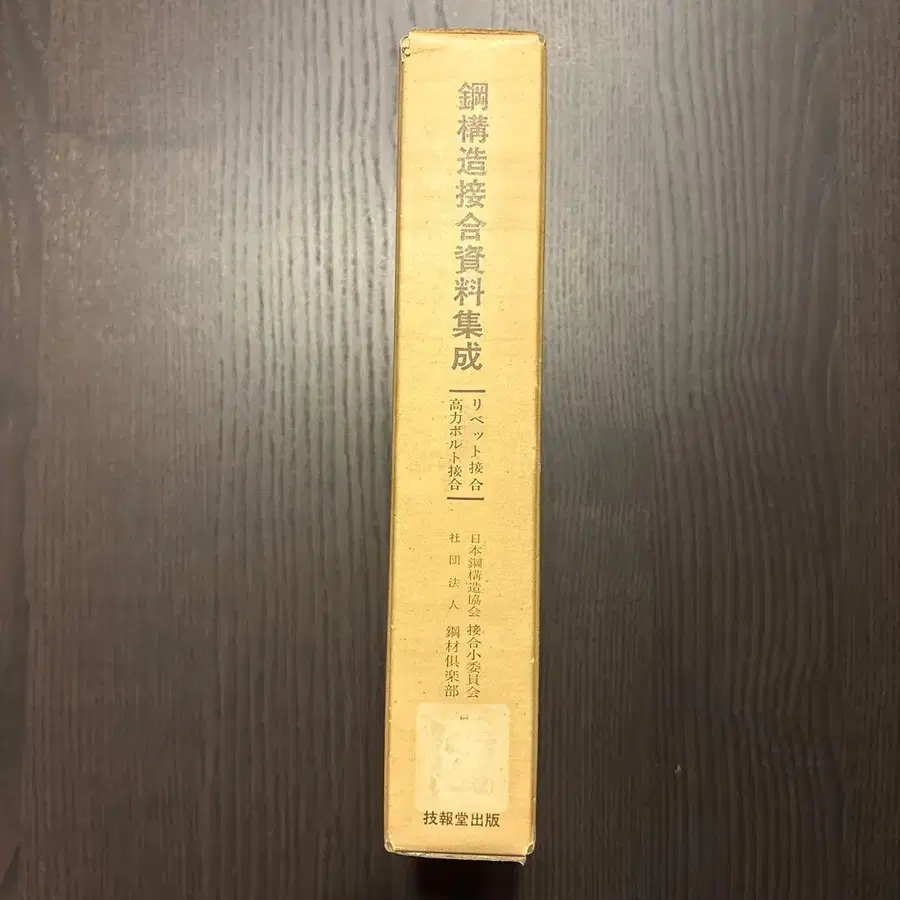 鋼構造接合資料集成
リベット接合
高力ボルト接合
日本鋼構造協会 接合小委員会
社団法人 鋼材倶楽部
技報堂出版